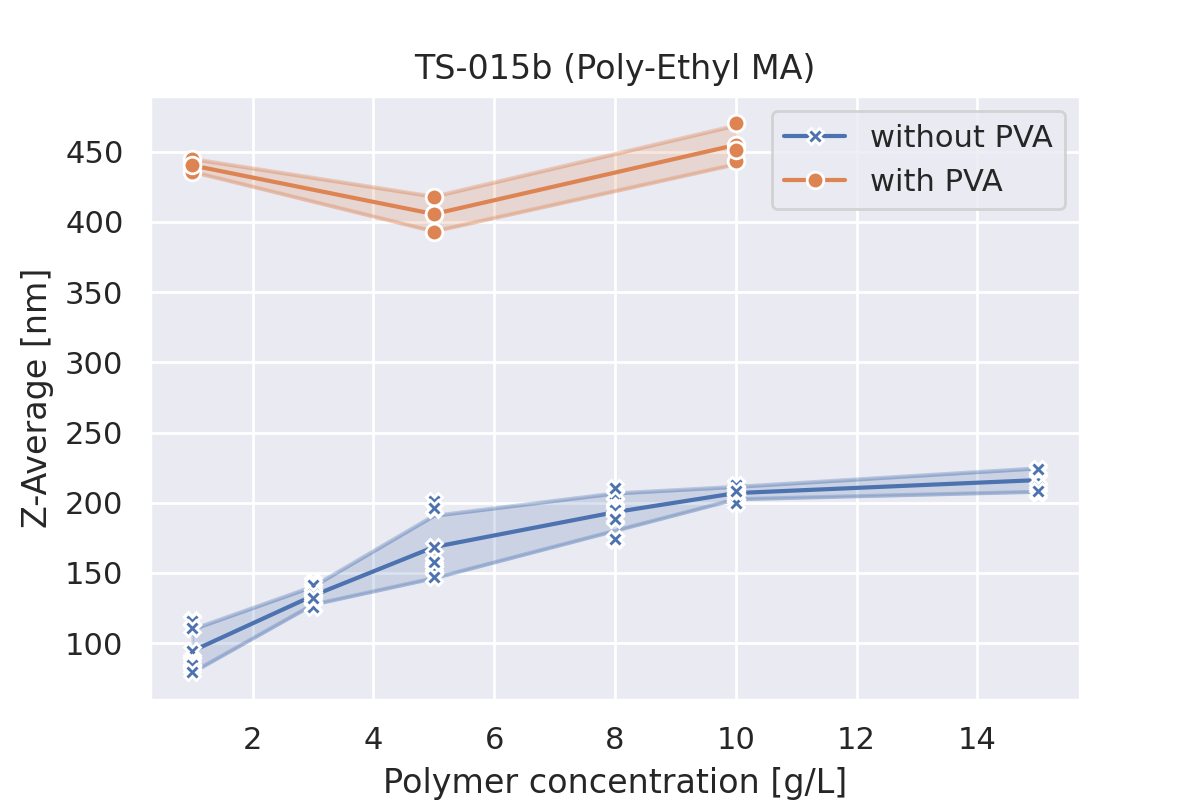 TS-015b (Poly-Ethyl MA)
without PVA
with PVA
Z-Average [nm]
450
400
350
300
250
200
150
100
2 4 6 8 10 12 14
Polymer concentration [g/L]